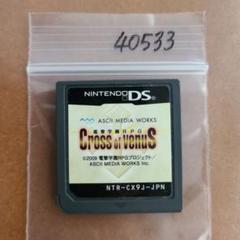 40533
NINTENDO DS
ASCII MEDIA WORKS
電撃学園RPG
Cross of Venus
©2009 電撃学園RPGプロジェクト/
ASCII MEDIA WORKS Inc.
NTR-CX9J-JPN